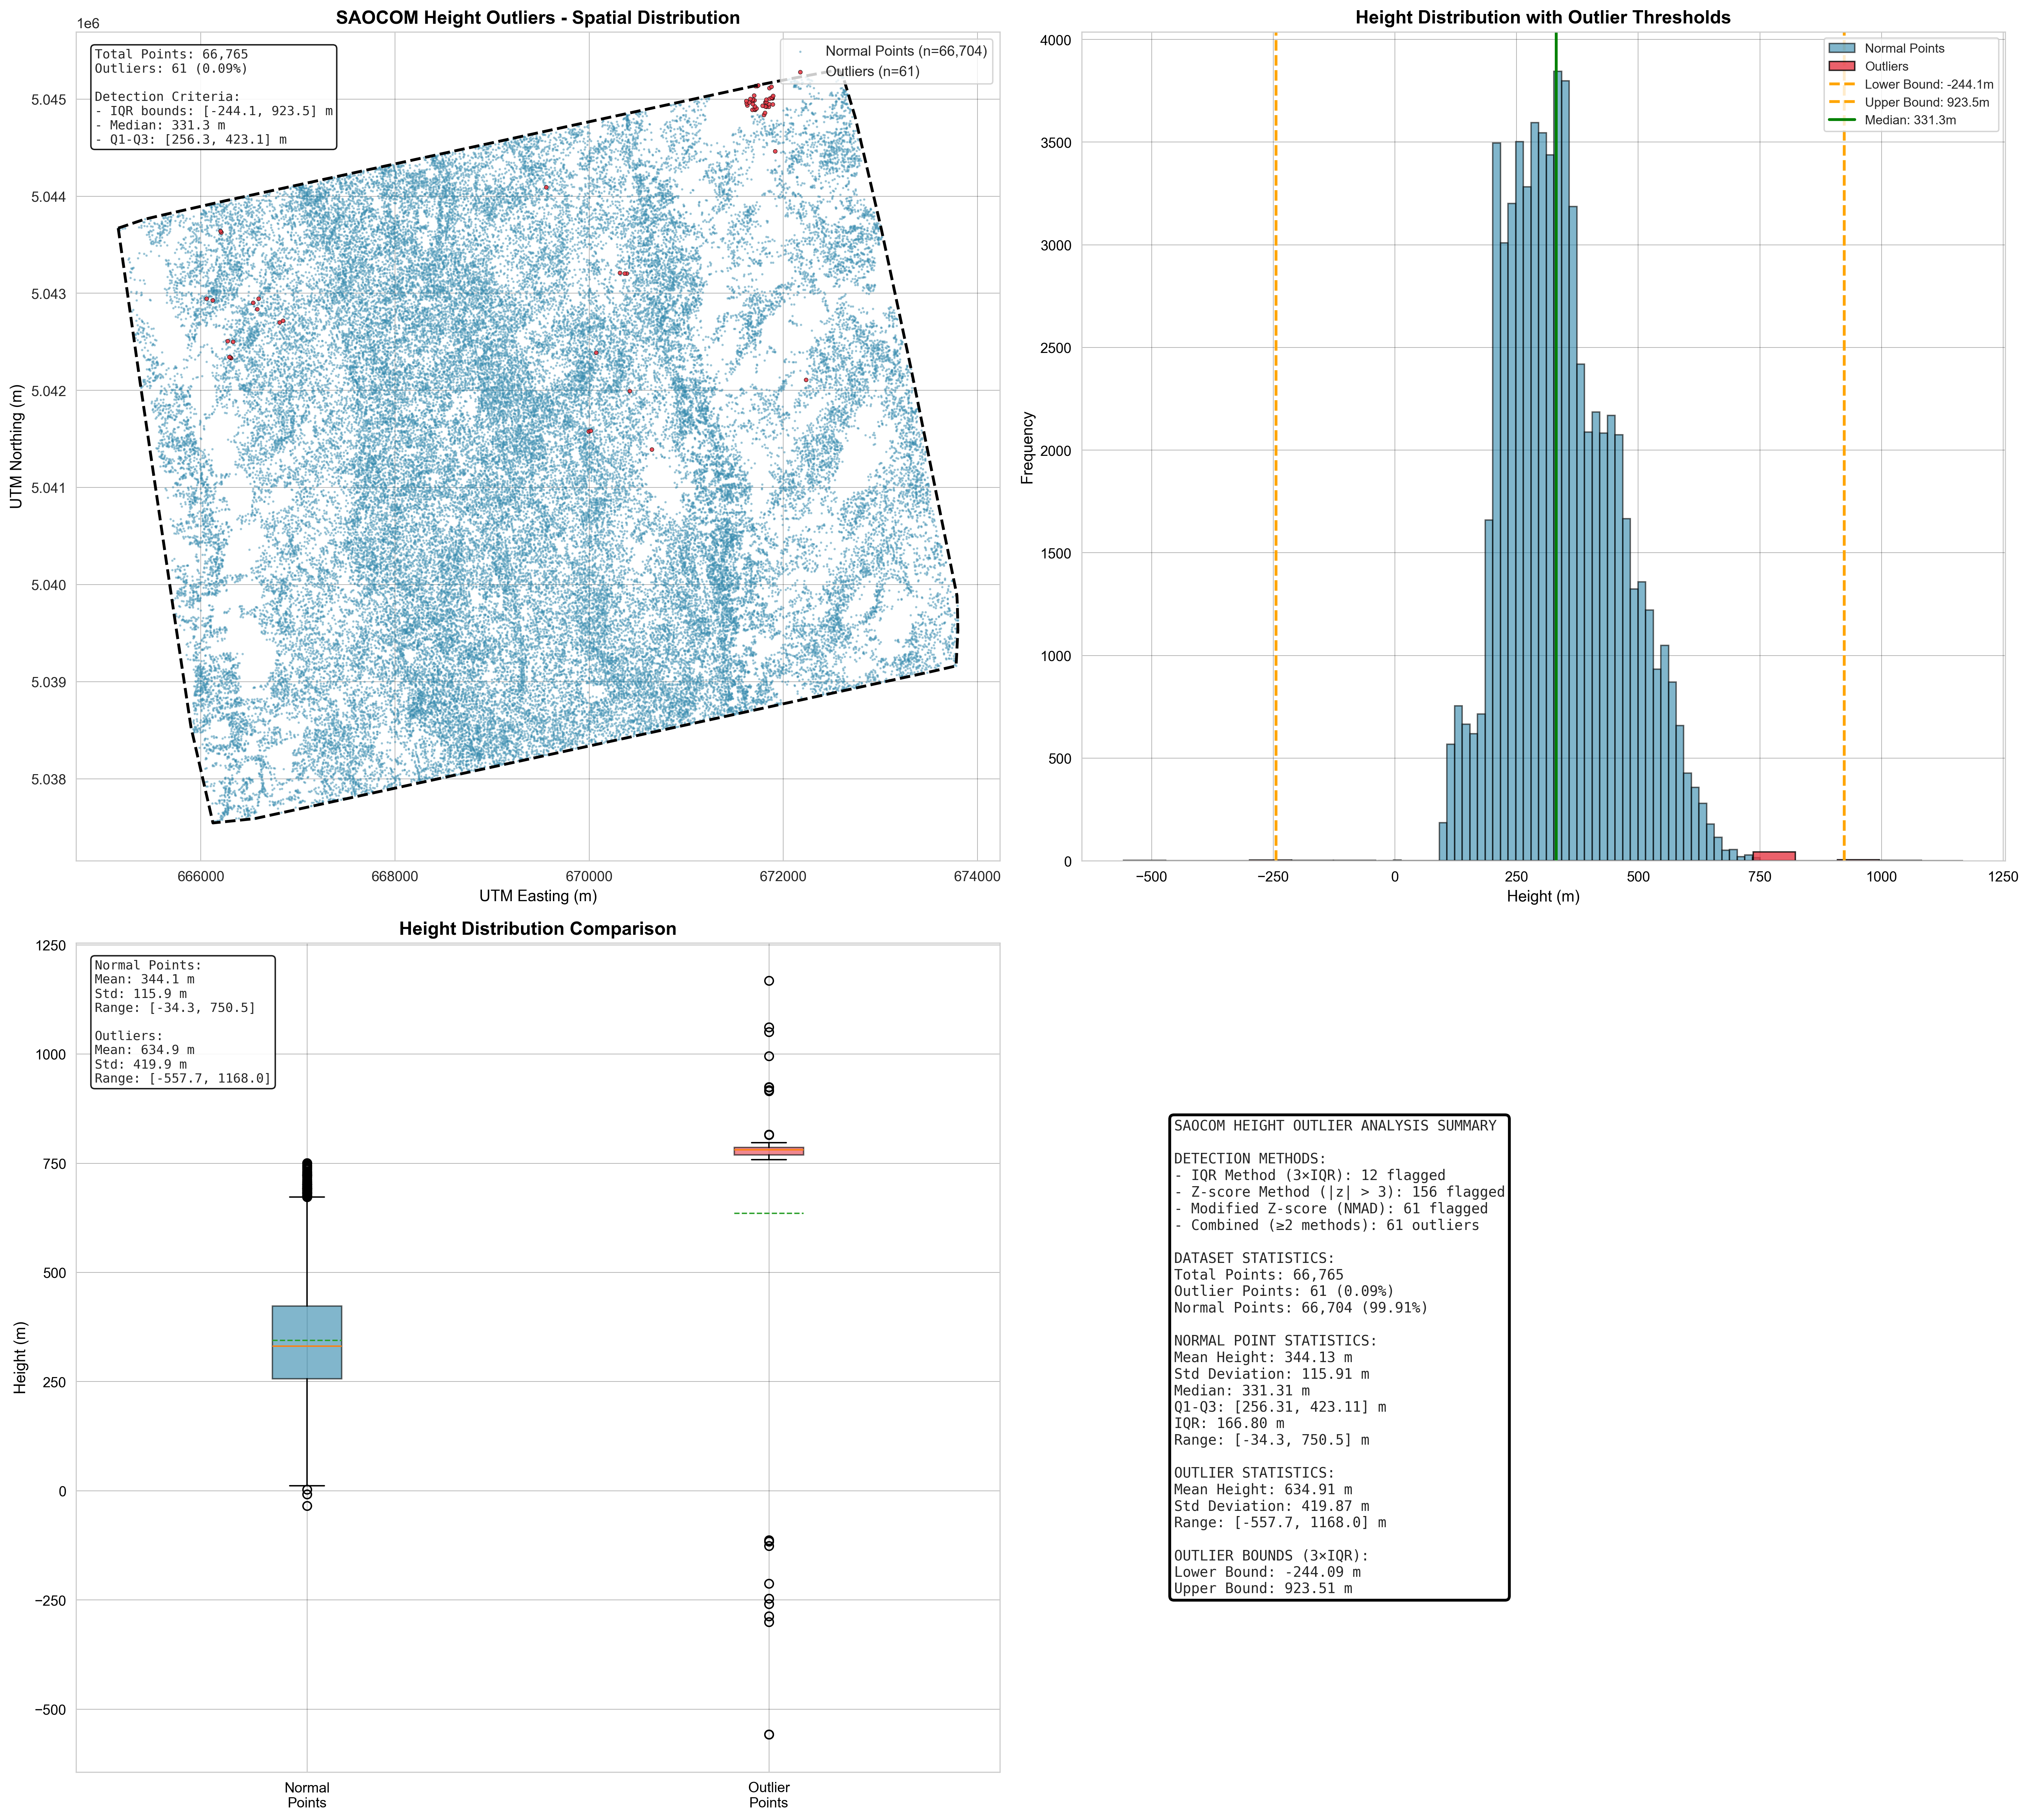 SAOCOM Height Outliers - Spatial Distribution
1e6
Total Points: 66,765
Outliers: 61 (0.09%)
Detection Criteria:
- IQR bounds: [-244.1, 923.5] m
- Median: 331.3 m
- Q1-Q3: [256.3, 423.1] m
Normal Points (n=66,704)
Outliers (n=61)
5.045
5.044
5.043
5.042
5.041
5.040
5.039
5.038
UTM Northing (m)
666000
668000
670000
672000
674000
UTM Easting (m)
Height Distribution with Outlier Thresholds
Normal Points
Outliers
Lower Bound: -244.1m
Upper Bound: 923.5m
Median: 331.3m
4000
3500
3000
2500
2000
1500
1000
500
0
Frequency
−500
−250
0
250
500
750
1000
1250
Height (m)
Height Distribution Comparison
Normal Points:
Mean: 344.1 m
Std: 115.9 m
Range: [-34.3, 750.5]
Outliers:
Mean: 634.9 m
Std: 419.9 m
Range: [-557.7, 1168.0]
1250
1000
750
500
250
0
−250
−500
Height (m)
Normal
Points
Outlier
Points
SAOCOM HEIGHT OUTLIER ANALYSIS SUMMARY
DETECTION METHODS:
- IQR Method (3×IQR): 12 flagged
- Z-score Method (|z| > 3): 156 flagged
- Modified Z-score (NMAD): 61 flagged
- Combined (≥2 methods): 61 outliers
DATASET STATISTICS:
Total Points: 66,765
Outlier Points: 61 (0.09%)
Normal Points: 66,704 (99.91%)
NORMAL POINT STATISTICS:
Mean Height: 344.13 m
Std Deviation: 115.91 m
Median: 331.31 m
Q1-Q3: [256.31, 423.11] m
IQR: 166.80 m
Range: [-34.3, 750.5] m
OUTLIER STATISTICS:
Mean Height: 634.91 m
Std Deviation: 419.87 m
Range: [-557.7, 1168.0] m
OUTLIER BOUNDS (3×IQR):
Lower Bound: -244.09 m
Upper Bound: 923.51 m